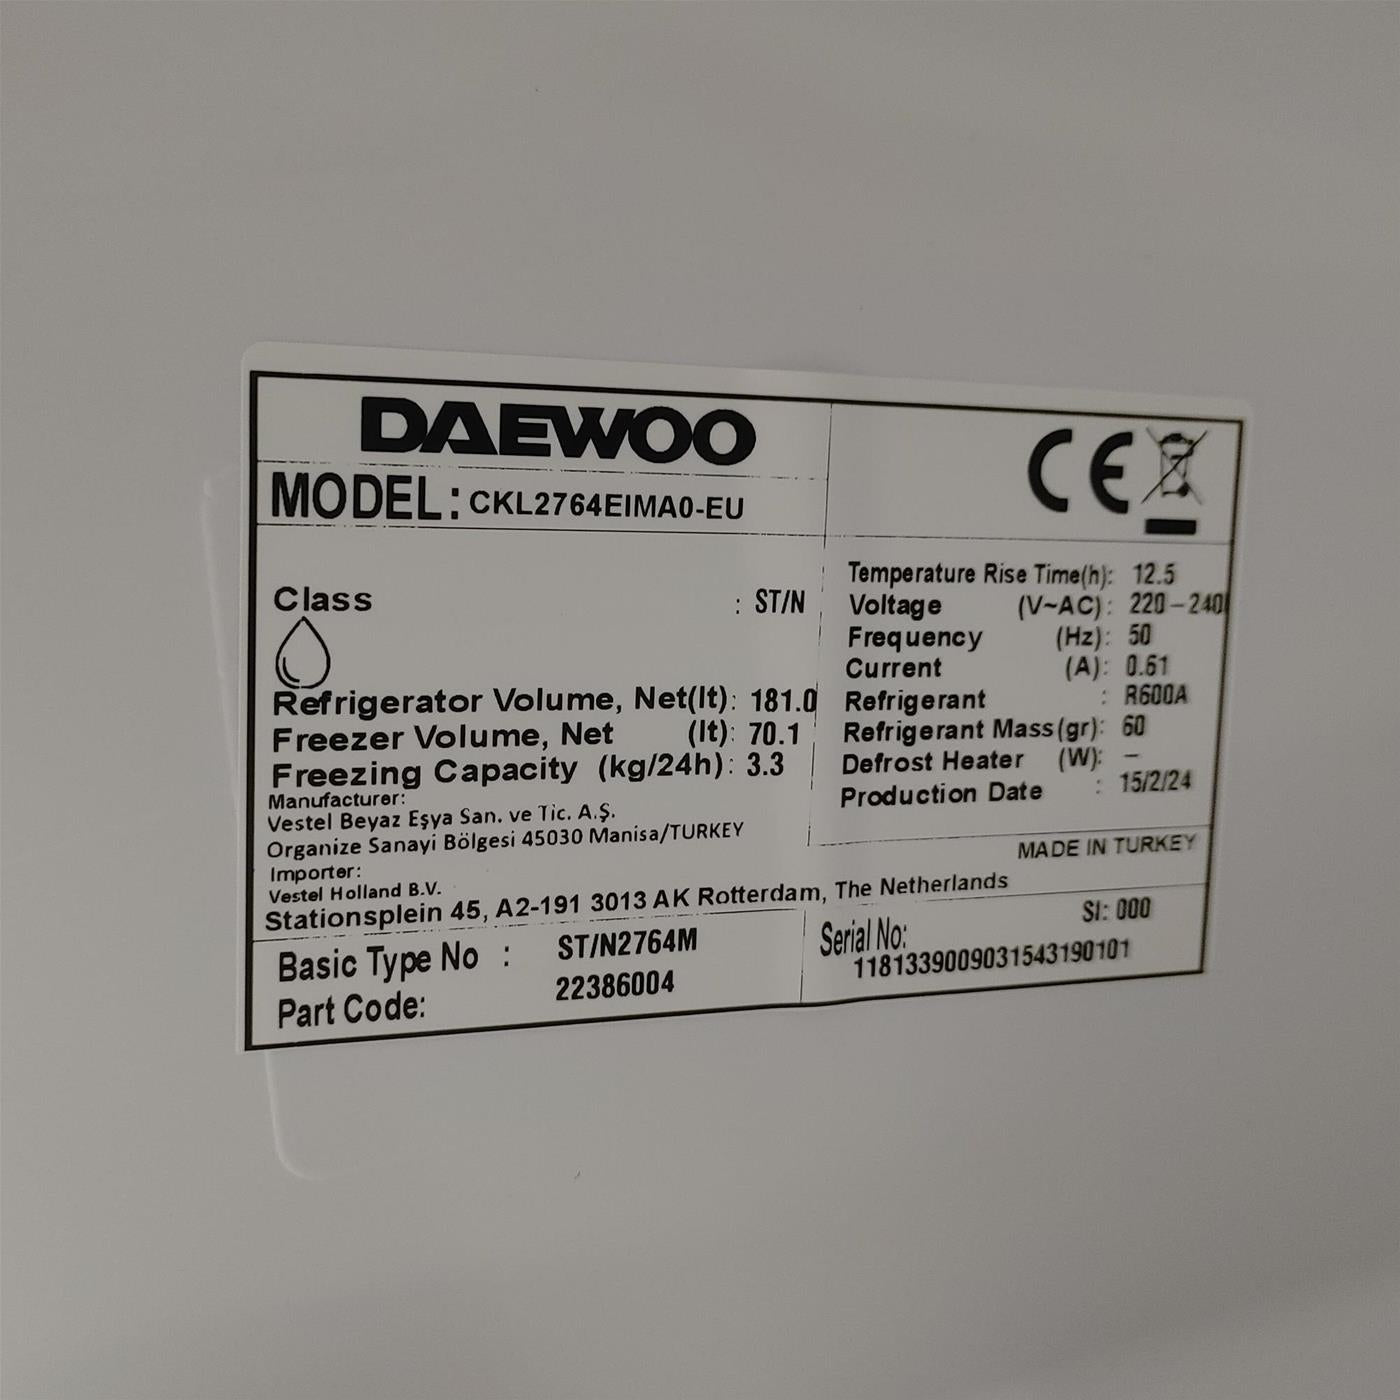 DAEWOO
CE
MODEL: CKL2764EIMA0-EU
Class : ST/N
Refrigerator Volume, Net(lt): 181.0
Freezer Volume, Net (lt): 70.1
Freezing Capacity (kg/24h): 3.3
Manufacturer:
Vestel Beyaz Eşya San. ve Tic. A.Ş.
Organize Sanayi Bölgesi 45030 Manisa/TURKEY
Importer:
Vestel Holland B.V.
Stationsplein 45, A2-191 3013 AK Rotterdam, The Netherlands
Temperature Rise Time(h): 12.5
Voltage (V~AC): 220-240
Frequency (Hz): 50
Current (A): 0.61
Refrigerant : R600A
Refrigerant Mass(gr): 60
Defrost Heater (W): -
Production Date : 15/2/24
MADE IN TURKEY
Basic Type No : ST/N2764M
Part Code: 22386004
SI: 000
Serial No:
1181339009031543190101